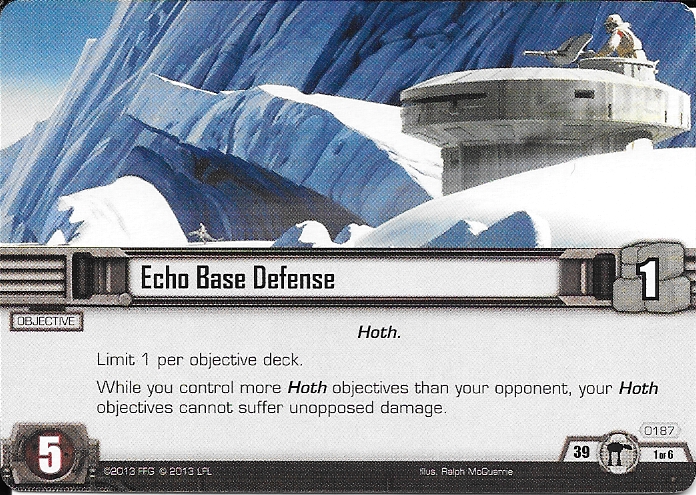 Echo Base Defense
1
OBJECTIVE
Hoth.
Limit 1 per objective deck.
While you control more Hoth objectives than your opponent, your Hoth
objectives cannot suffer unopposed damage.
0187
5
39
1 OF 6
©2013 FFG © 2013 LFL
Illus. Ralph McQuarrie